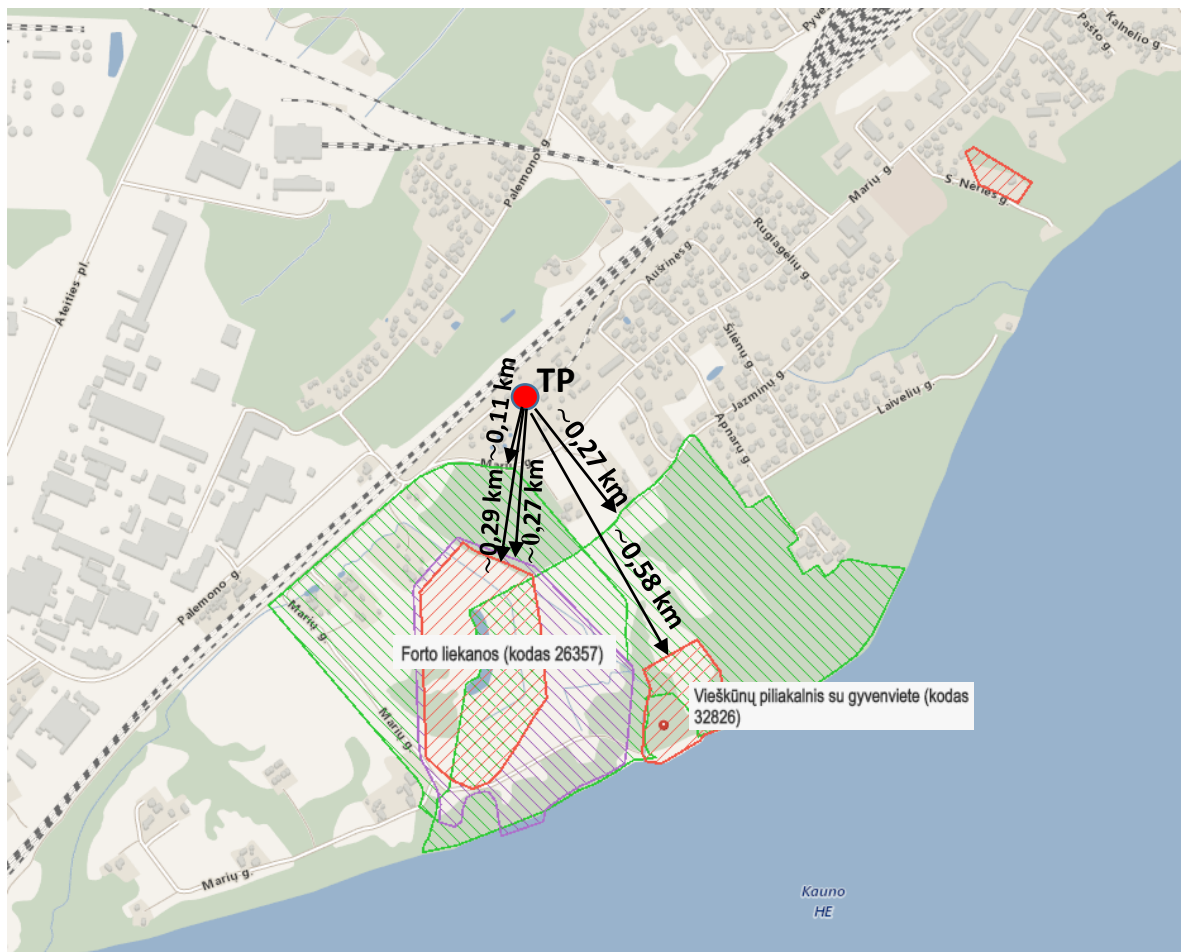 Pašto g.
Kalnelio g.
Palemono g.
Marių g.
S. Nėries g.
Ateities pl.
Rugiagėlių g.
Aušrinės g.
Šilėnų g.
Jazminų g.
Laivelių g.
Apnarų g.
TP
~0,11 km
~0,27 km
~0,29 km
~0,27 km
~0,58 km
Palemono g.
Marių g.
Forto liekanos (kodas 26357)
Vieškūnų piliakalnis su gyvenviete (kodas
32826)
Marių g.
Marių g.
Kauno
HE